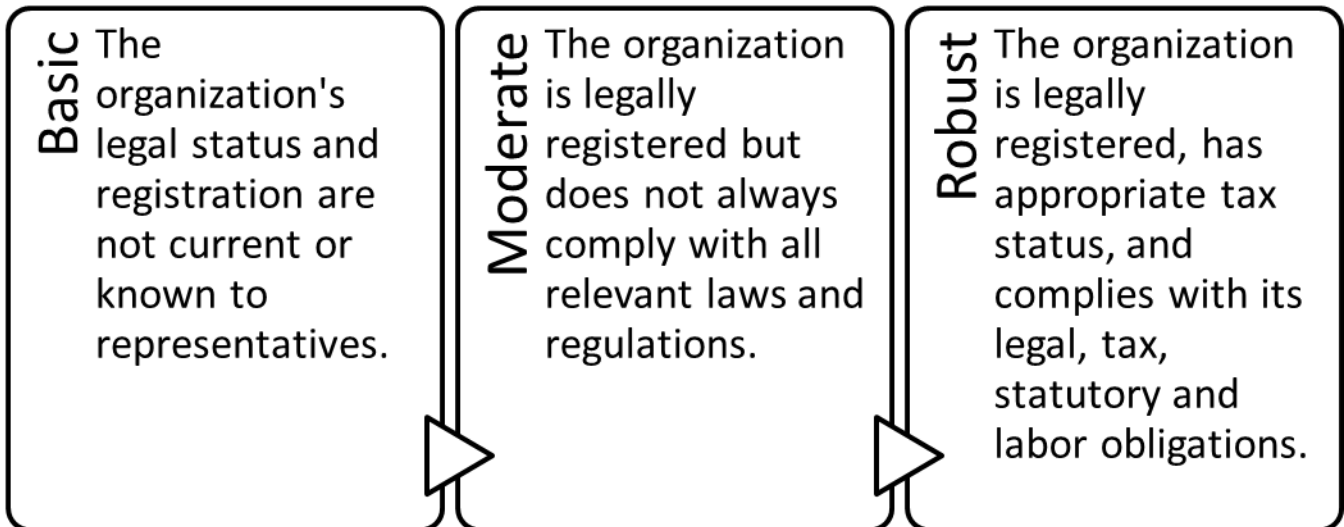 Basic
The
organization's
legal status and
registration are
not current or
known to
representatives.
Moderate
The organization
is legally
registered but
does not always
comply with all
relevant laws and
regulations.
Robust
The organization
is legally
registered, has
appropriate tax
status, and
complies with its
legal, tax,
statutory and
labor obligations.